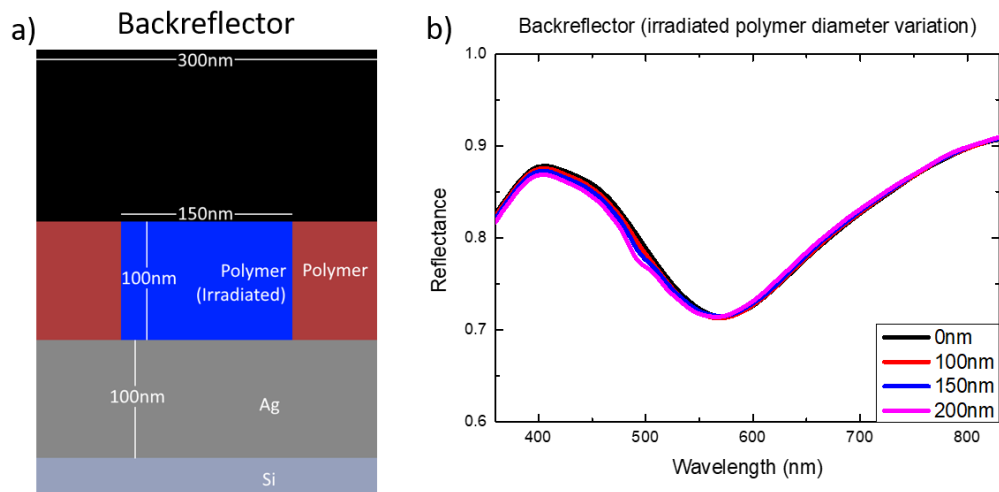 a)
Backreflector
300nm
150nm
100nm
Polymer
(Irradiated)
Polymer
100nm
Ag
Si
b)
Backreflector (irradiated polymer diameter variation)
Reflectance
1.0
0.9
0.8
0.7
0.6
400
500
600
700
800
Wavelength (nm)
0nm
100nm
150nm
200nm